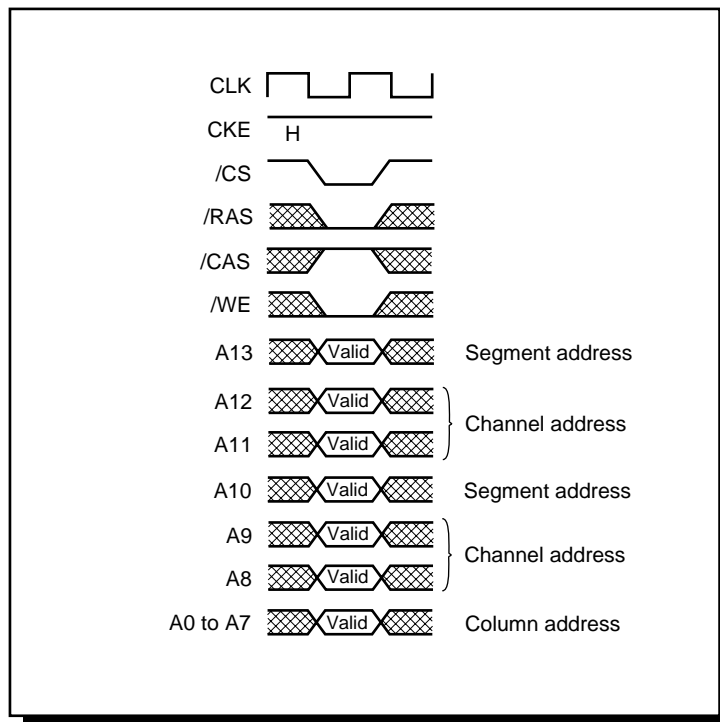 CLK
CKE H
/CS
/RAS
/CAS
/WE
A13 Valid Segment address
A12 Valid
Channel address
A11 Valid
A10 Valid Segment address
A9 Valid
Channel address
A8 Valid
A0 to A7 Valid Column address